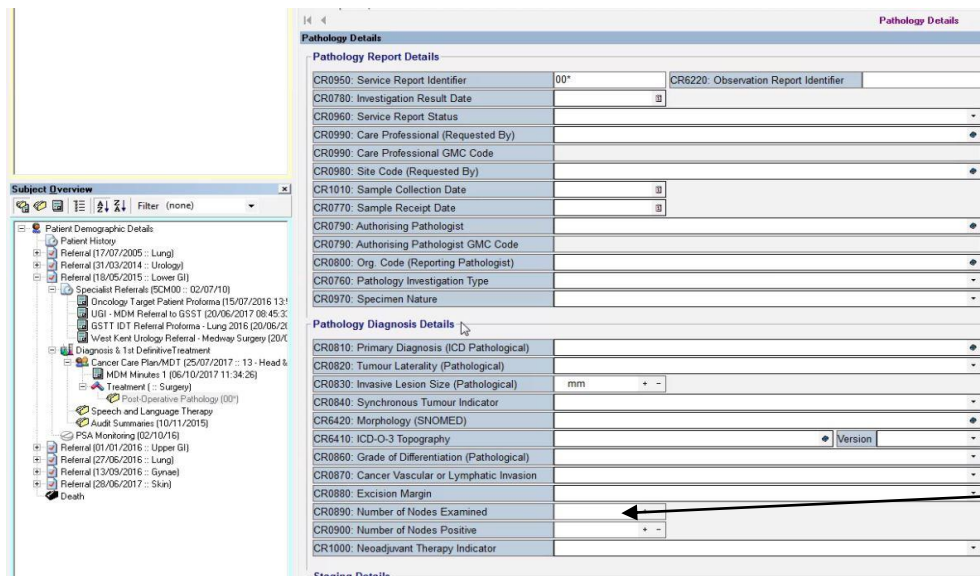 Pathology Details
Pathology Details
Pathology Report Details
CR0950: Service Report Identifier 00* CR6220: Observation Report Identifier
CR0780: Investigation Result Date
CR0960: Service Report Status
CR0990: Care Professional (Requested By)
CR0990: Care Professional GMC Code
CR0980: Site Code (Requested By)
CR1010: Sample Collection Date
CR0770: Sample Receipt Date
CR0790: Authorising Pathologist
CR0790: Authorising Pathologist GMC Code
CR0800: Org. Code (Reporting Pathologist)
CR0760: Pathology Investigation Type
CR0970: Specimen Nature
Pathology Diagnosis Details
CR0810: Primary Diagnosis (ICD Pathological)
CR0820: Tumour Laterality (Pathological)
CR0830: Invasive Lesion Size (Pathological) mm + -
CR0840: Synchronous Tumour Indicator
CR6420: Morphology (SNOMED)
CR6410: ICD-O-3 Topography Version
CR0860: Grade of Differentiation (Pathological)
CR0870: Cancer Vascular or Lymphatic Invasion
CR0880: Excision Margin
CR0890: Number of Nodes Examined
CR0900: Number of Nodes Positive + -
CR1000: Neoadjuvant Therapy Indicator
Staging Details
Subject Overview
Filter (none)
Patient Demographic Details
Patient History
Referral (17/07/2005 :: Lung)
Referral (31/03/2014 :: Urology)
Referral (18/05/2015 :: Lower GI)
Specialist Referrals (5CM00 :: 02/07/10)
Oncology Target Patient Proforma (15/07/2016 13:
UGI - MDM Referral to GSST (20/06/2017 08:45:3
GSTT IDT Referral Proforma - Lung 2016 (20/06/20
West Kent Urology Referral - Medway Surgery (20/0
Diagnosis & 1st DefinitiveTreatment
Cancer Care Plan/MDT (25/07/2017 :: 13 - Head &
MDM Minutes 1 (06/10/2017 11:34:26)
Treatment ( :: Surgery)
Post-Operative Pathology (00*)
Speech and Language Therapy
Audit Summaries (10/11/2015)
PSA Monitoring (02/10/16)
Referral (01/01/2016 :: Upper GI)
Referral (27/06/2016 :: Lung)
Referral (13/09/2016 :: Gynae)
Referral (28/06/2017 :: Skin)
Death